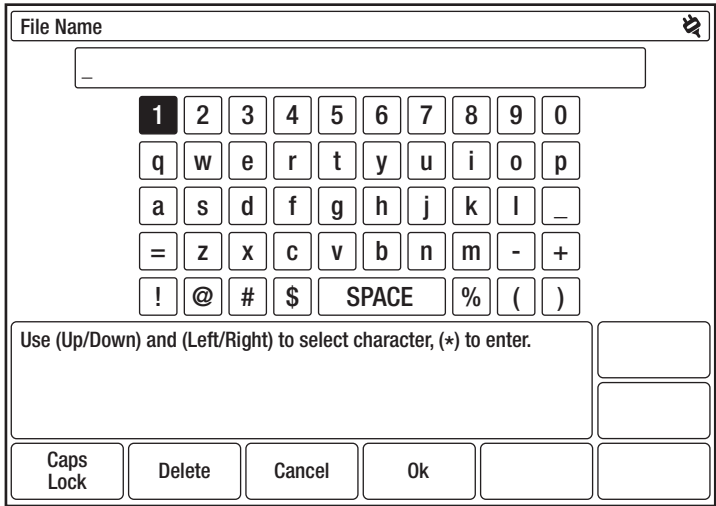 File Name
_
1 2 3 4 5 6 7 8 9 0
q w e r t y u i o p
a s d f g h j k l _
= z x c v b n m - +
! @ # $ SPACE % ( )
Use (Up/Down) and (Left/Right) to select character, (*) to enter.
Caps Lock Delete Cancel Ok